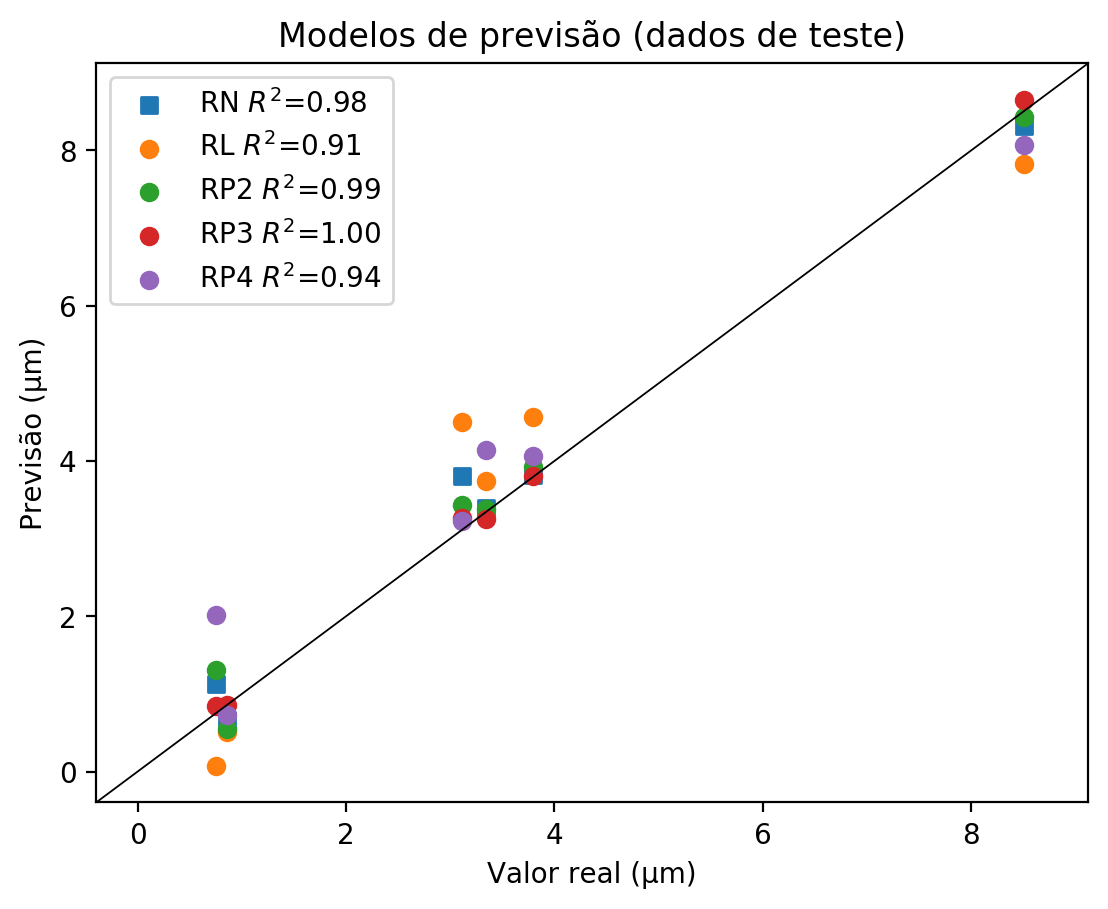 Modelos de previsão (dados de teste)
RN R²=0.98
RL R²=0.91
RP2 R²=0.99
RP3 R²=1.00
RP4 R²=0.94
Previsão (μm)
8
6
4
2
0
0 2 4 6 8
Valor real (μm)